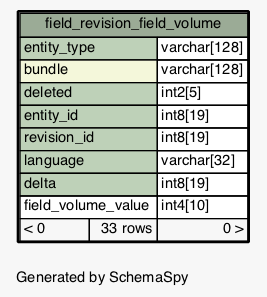 field_revision_field_volume
entity_type varchar[128]
bundle varchar[128]
deleted int2[5]
entity_id int8[19]
revision_id int8[19]
language varchar[32]
delta int8[19]
field_volume_value int4[10]
< 0 33 rows 0 >
Generated by SchemaSpy